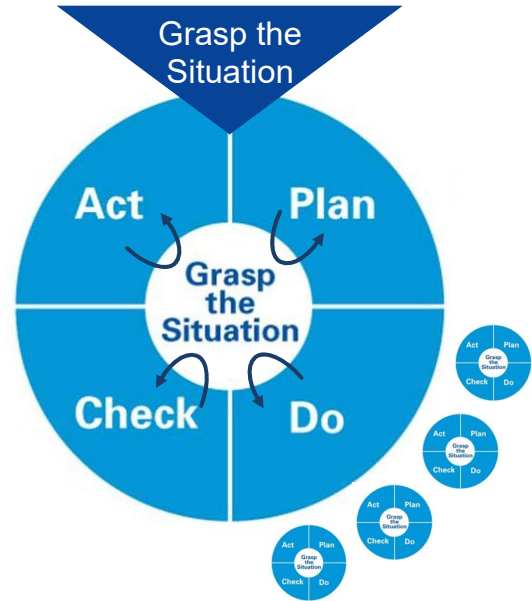 Grasp the
Situation
Act
Plan
Grasp
the
Situation
Check
Do
Act Plan
Grasp
the
Situation
Check Do
Act Plan
Grasp
the
Situation
Check Do
Act Plan
Grasp
the
Situation
Check Do
Act Plan
Grasp
the
Situation
Check Do